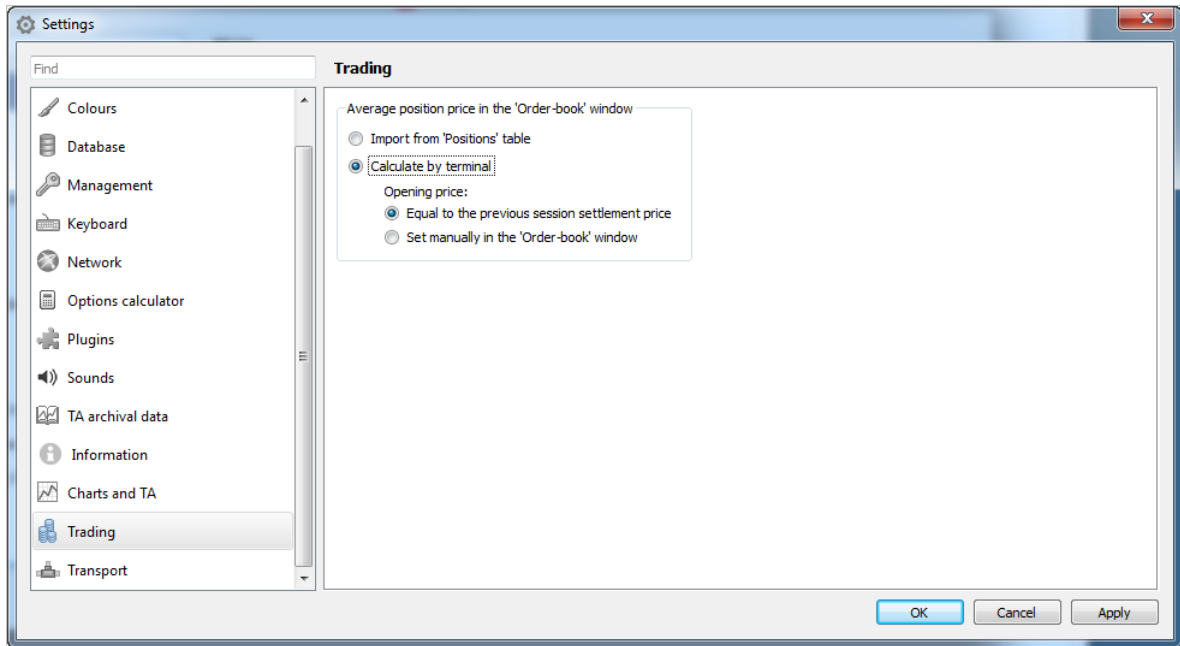 Settings
Find
Trading
Colours
Database
Management
Keyboard
Network
Options calculator
Plugins
Sounds
TA archival data
Information
Charts and TA
Trading
Transport
Average position price in the 'Order-book' window
Import from 'Positions' table
Calculate by terminal
Opening price:
Equal to the previous session settlement price
Set manually in the 'Order-book' window
OK
Cancel
Apply